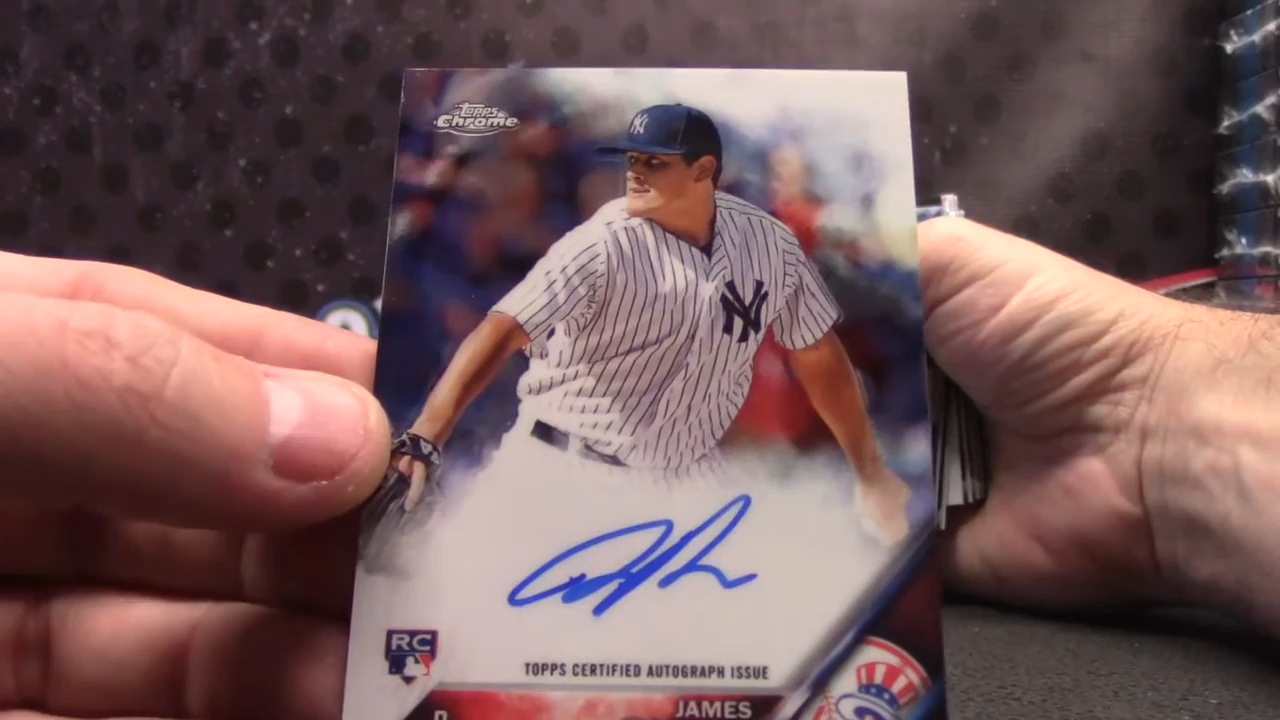 Topps
Chrome
NY
NY
RC
TOPPS CERTIFIED AUTOGRAPH ISSUE
P
JAMES